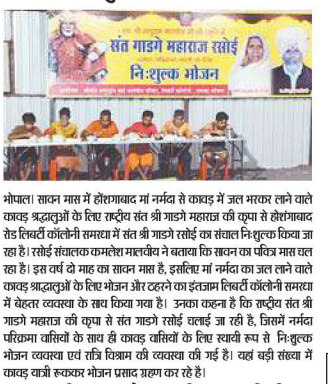 संत गाडगे महाराज रसोई
निःशुल्क भोजन
भोपाल। सावन मास में होंशगाबाद मां नर्मदा से कावड़ में जल भरकर लाने वाले
कावड़ श्रद्धालुओं के लिए राष्ट्रीय संत श्री गाडगे महाराज की कृपा से होशंगाबाद
रोड लिबर्टी कॉलोनी समरधा में संत श्री गाडगे रसोई का संचाल निःशुल्क किया जा
रहा है। रसोई संचालक कमलेश मालवीय ने बताया कि सावन का पवित्र मास चल
रहा है। इस वर्ष दो माह का सावन मास है, इसलिए मां नर्मदा का जल लाने वाले
कावड़ श्राद्धालुओं के लिए भोजन और ठहरने का इंतजाम लिबर्टी कॉलोनी समरधा
में बेहतर व्यवस्था के साथ किया गया है। उनका कहना है कि राष्ट्रीय संत श्री
गाडगे महाराज की कृपा से संत गाडगे रसोई चलाई जा रही है, जिसमें नर्मदा
परिक्रमा वासियों के साथ ही कावड़ वासियों के लिए स्थायी रूप से निःशुल्क
भोजन व्यवस्था एवं रात्रि विश्राम की व्यवस्था की गई है। यहां बड़ी संख्या में
कावड़ यात्री रूककर भोजन प्रसाद ग्रहण कर रहे है।